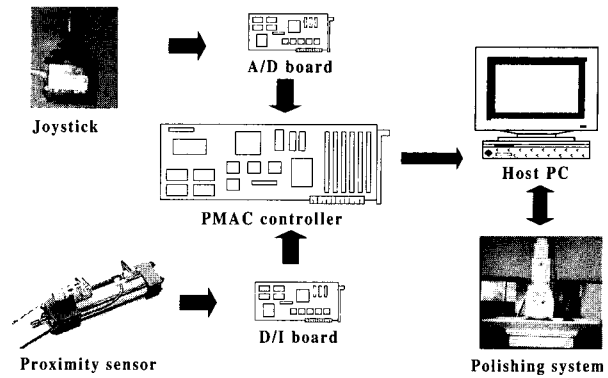 A/D board
Joystick
Host PC
PMAC controller
D/I board
Proximity sensor
Polishing system